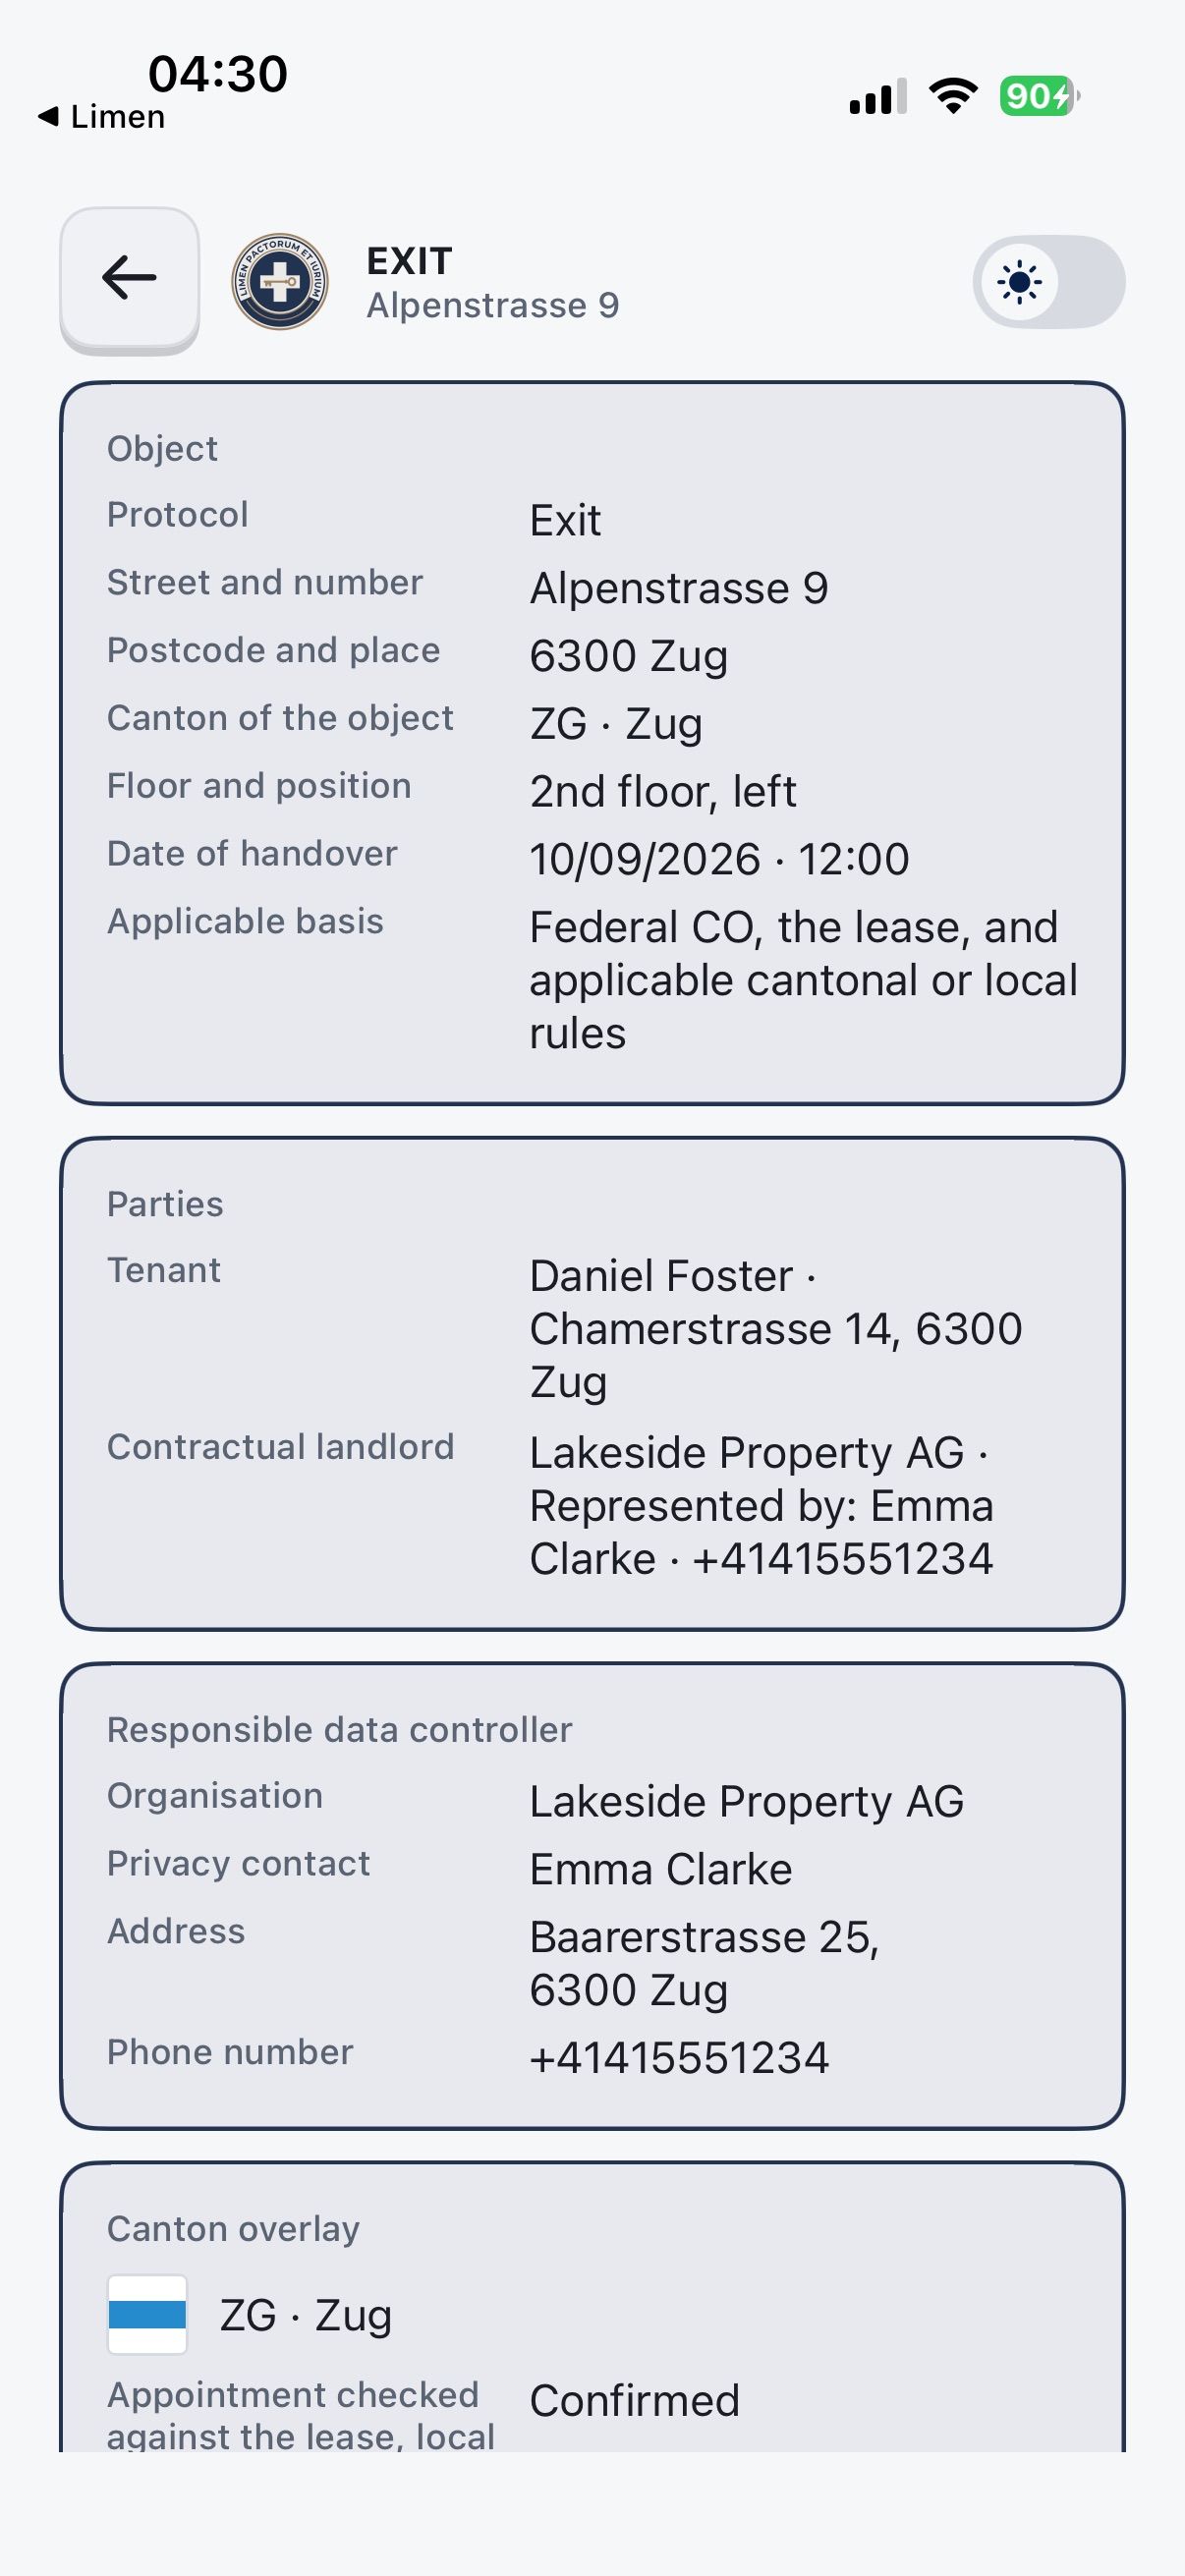 04:30
◀ Limen
90
LIMEN PACTORUM ET IURIUM
EXIT
Alpenstrasse 9
Object
Protocol
Exit
Street and number
Alpenstrasse 9
Postcode and place
6300 Zug
Canton of the object
ZG · Zug
Floor and position
2nd floor, left
Date of handover
10/09/2026 · 12:00
Applicable basis
Federal CO, the lease, and
applicable cantonal or local
rules
Parties
Tenant
Daniel Foster ·
Chamerstrasse 14, 6300
Zug
Contractual landlord
Lakeside Property AG ·
Represented by: Emma
Clarke · +41415551234
Responsible data controller
Organisation
Lakeside Property AG
Privacy contact
Emma Clarke
Address
Baarerstrasse 25,
6300 Zug
Phone number
+41415551234
Canton overlay
ZG · Zug
Appointment checked
against the lease, local
Confirmed